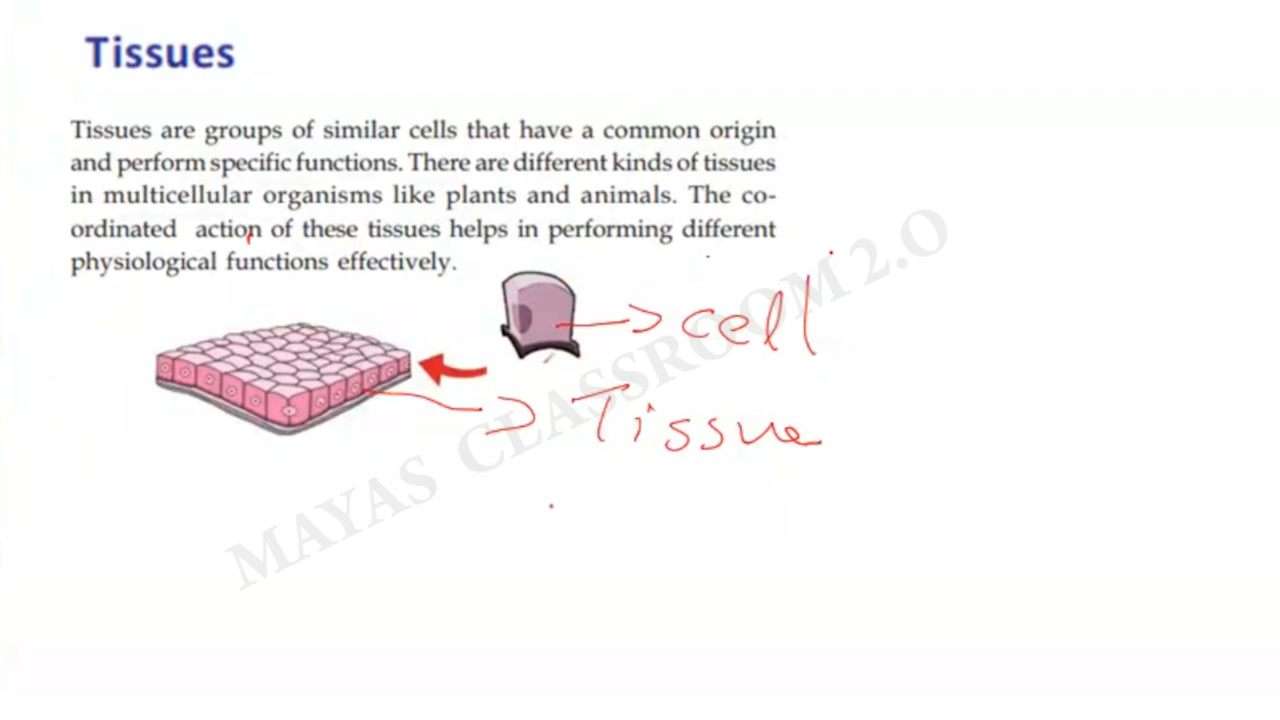 Tissues
Tissues are groups of similar cells that have a common origin
and perform specific functions. There are different kinds of tissues
in multicellular organisms like plants and animals. The co-
ordinated action of these tissues helps in performing different
physiological functions effectively.
cell
Tissue
MAYAS CLASSROOM 2.O